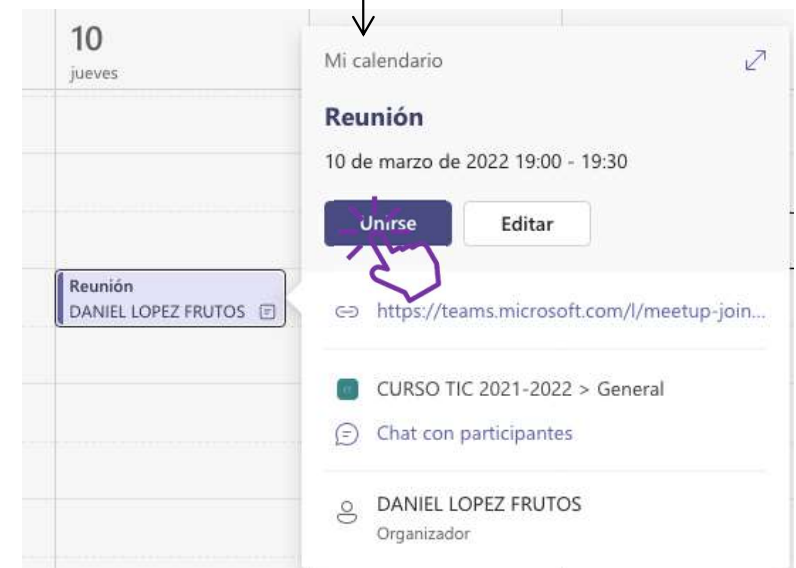 10
jueves
Reunión
DANIEL LOPEZ FRUTOS
Mi calendario
Reunión
10 de marzo de 2022 19:00 - 19:30
Unirse
Editar
https://teams.microsoft.com/l/meetup-join...
CURSO TIC 2021-2022 > General
Chat con participantes
DANIEL LOPEZ FRUTOS
Organizador